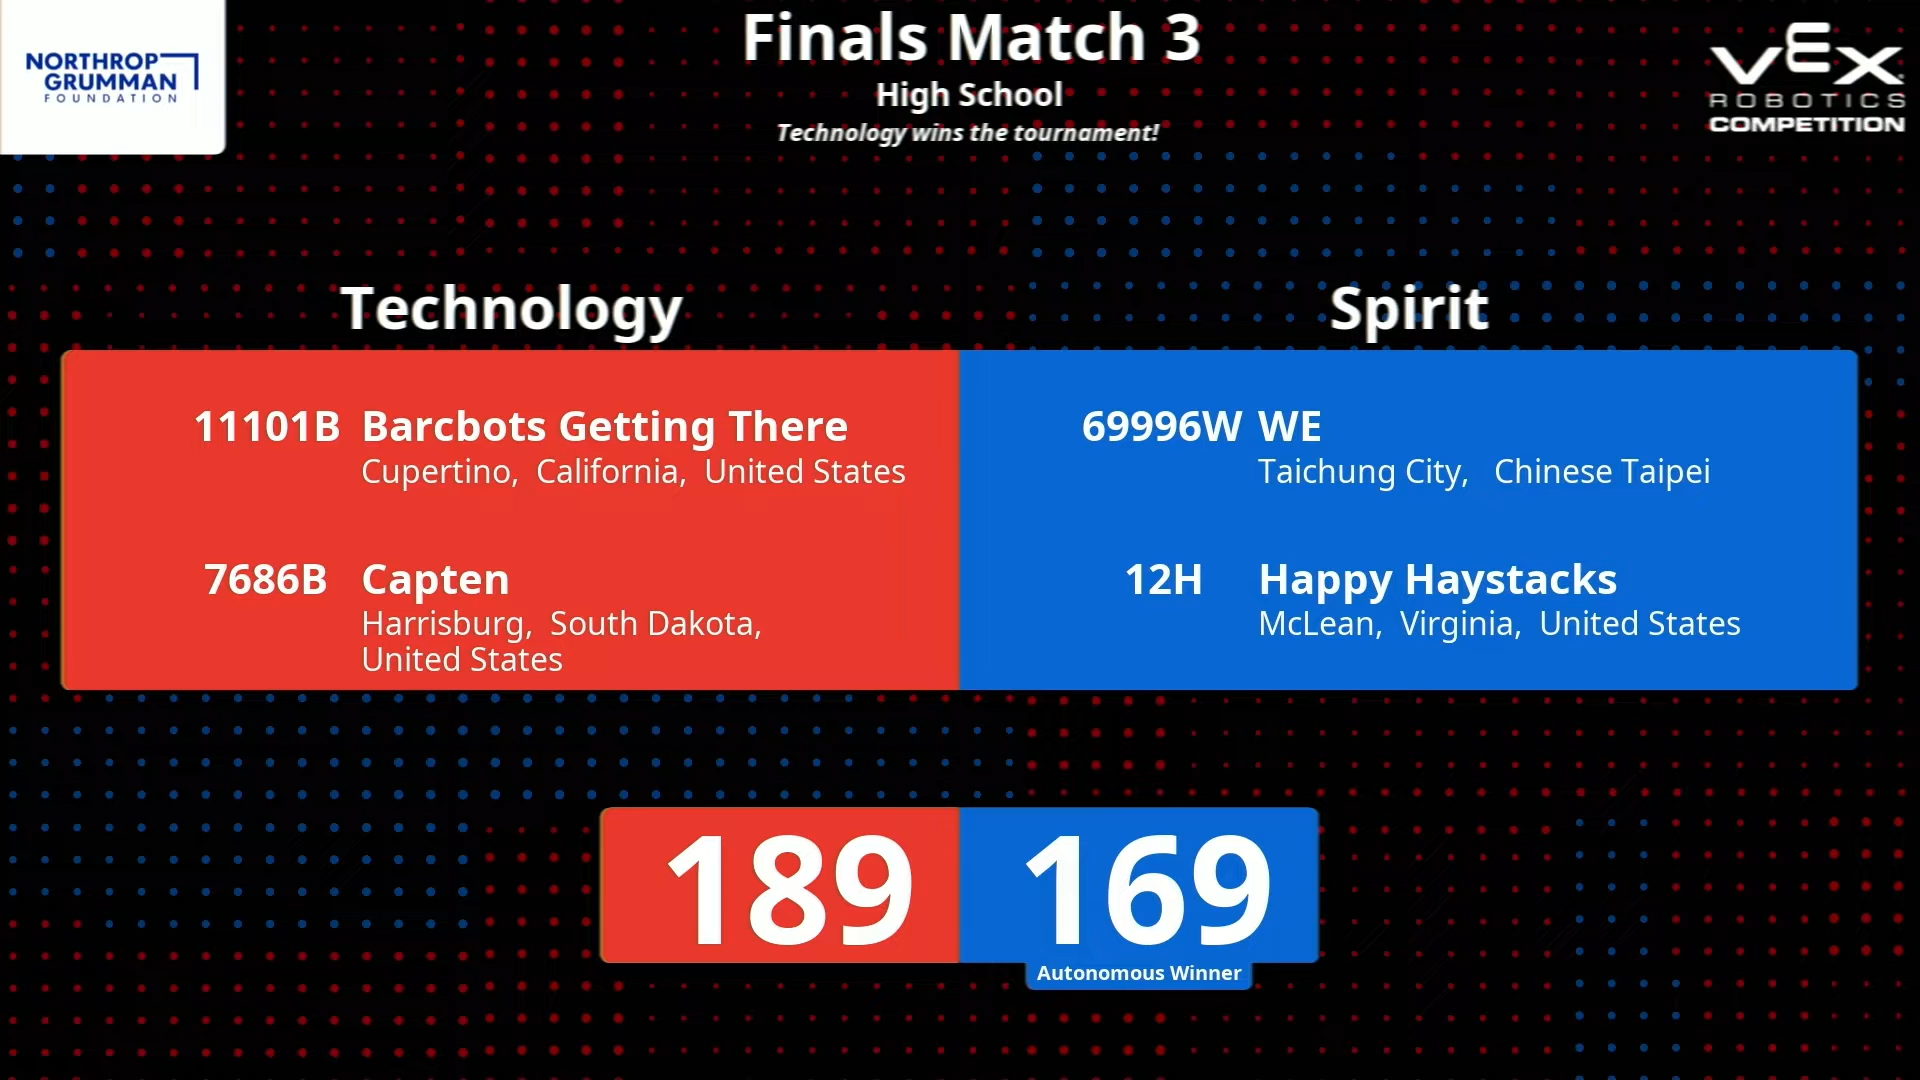 NORTHROP
GRUMMAN
FOUNDATION
Finals Match 3
High School
Technology wins the tournament!
VEX
ROBOTICS
COMPETITION
Technology
11101B Barcbots Getting There
Cupertino, California, United States
7686B Capten
Harrisburg, South Dakota,
United States
Spirit
69996W WE
Taichung City, Chinese Taipei
12H Happy Haystacks
McLean, Virginia, United States
189 169
Autonomous Winner